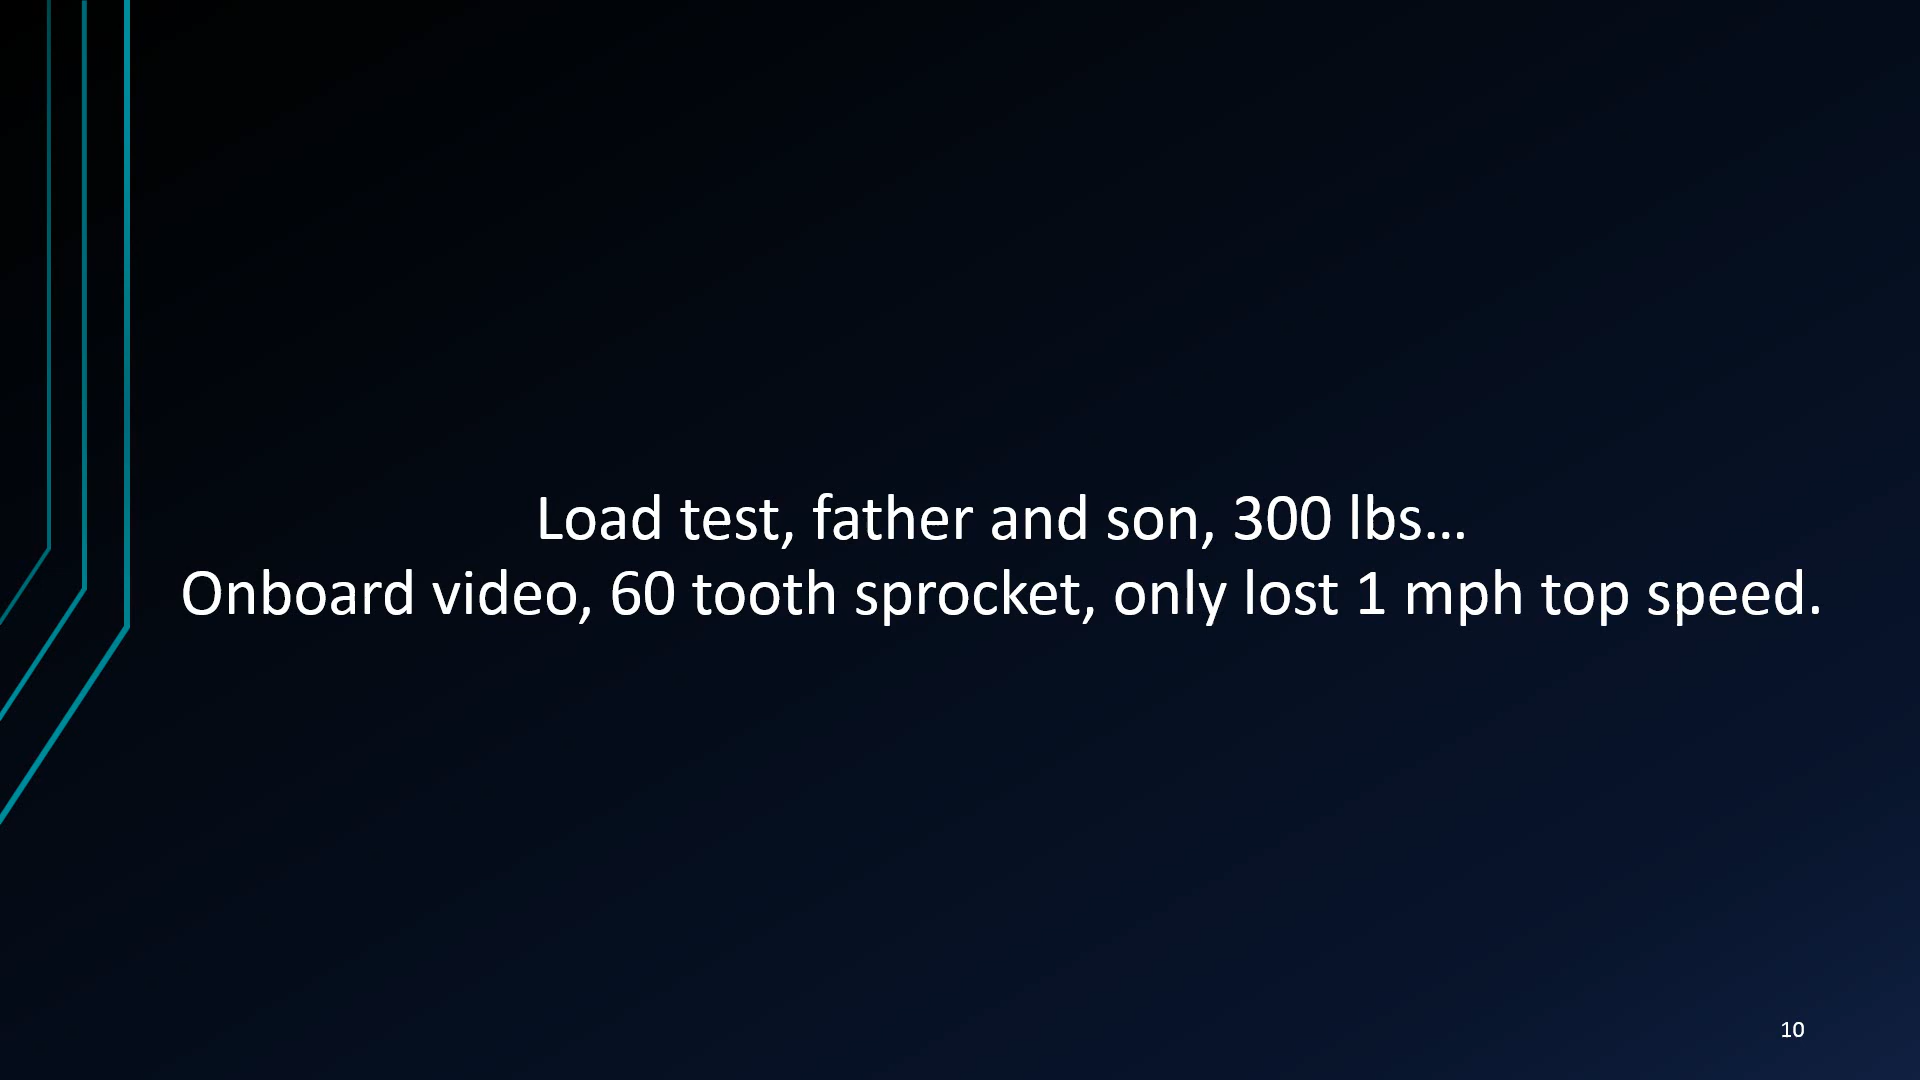 Load test, father and son, 300 lbs…
Onboard video, 60 tooth sprocket, only lost 1 mph top speed.
10